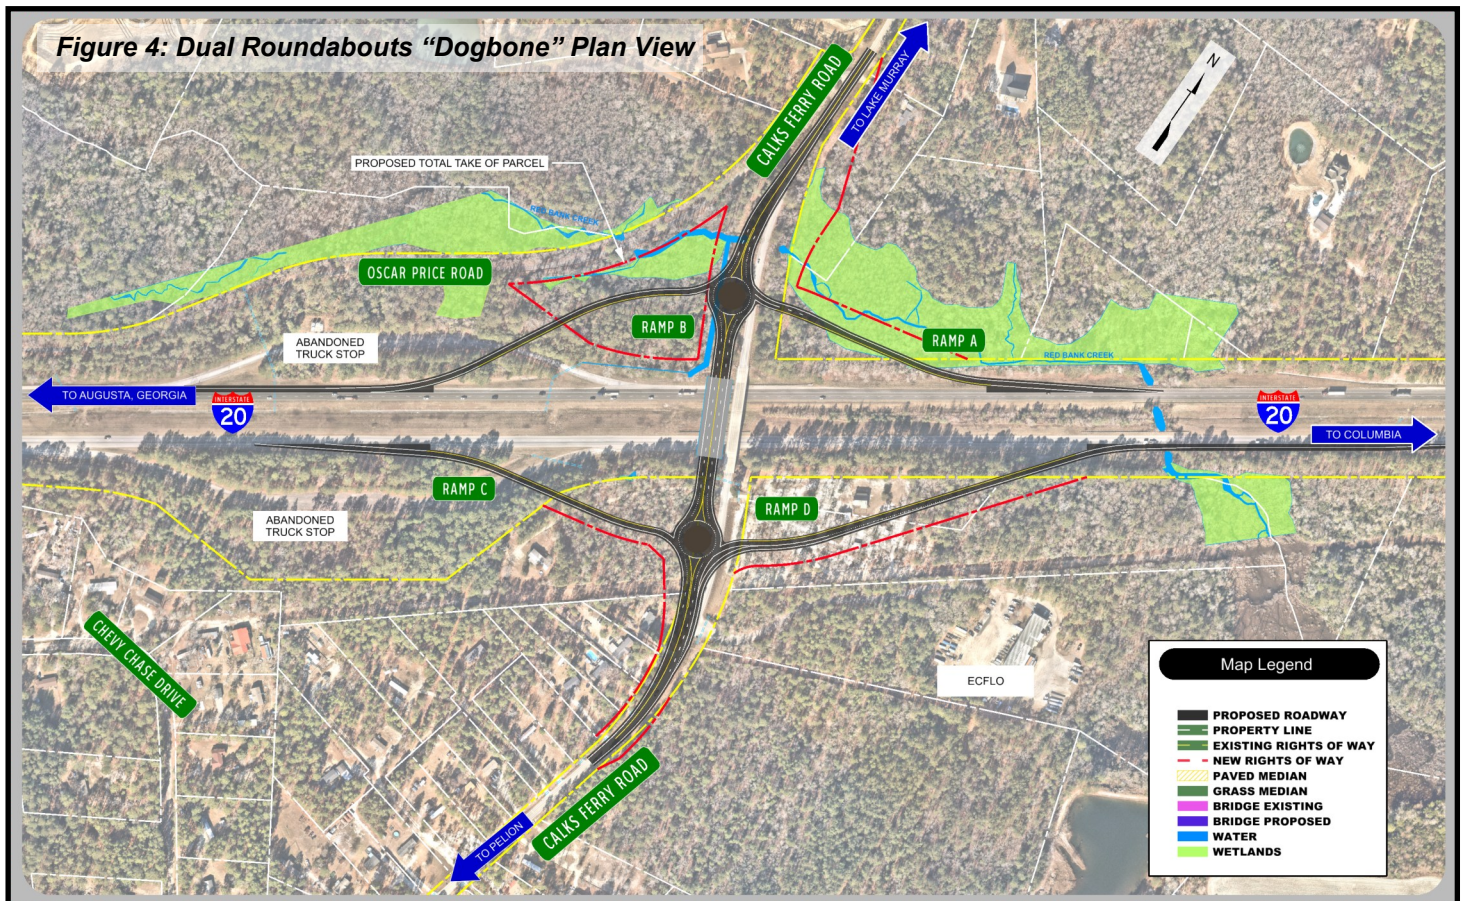 Figure 4: Dual Roundabouts “Dogbone” Plan View
CALKS FERRY ROAD
TO LAKE MURRAY
N
PROPOSED TOTAL TAKE OF PARCEL
RED BANK CREEK
OSCAR PRICE ROAD
RAMP B
RAMP A
ABANDONED
TRUCK STOP
RED BANK CREEK
TO AUGUSTA, GEORGIA
INTERSTATE
20
INTERSTATE
20
TO COLUMBIA
RAMP C
RAMP D
ABANDONED
TRUCK STOP
CHEVY CHASE DRIVE
ECFLO
CALKS FERRY ROAD
TO PELION
Map Legend
PROPOSED ROADWAY
PROPERTY LINE
EXISTING RIGHTS OF WAY
NEW RIGHTS OF WAY
PAVED MEDIAN
GRASS MEDIAN
BRIDGE EXISTING
BRIDGE PROPOSED
WATER
WETLANDS